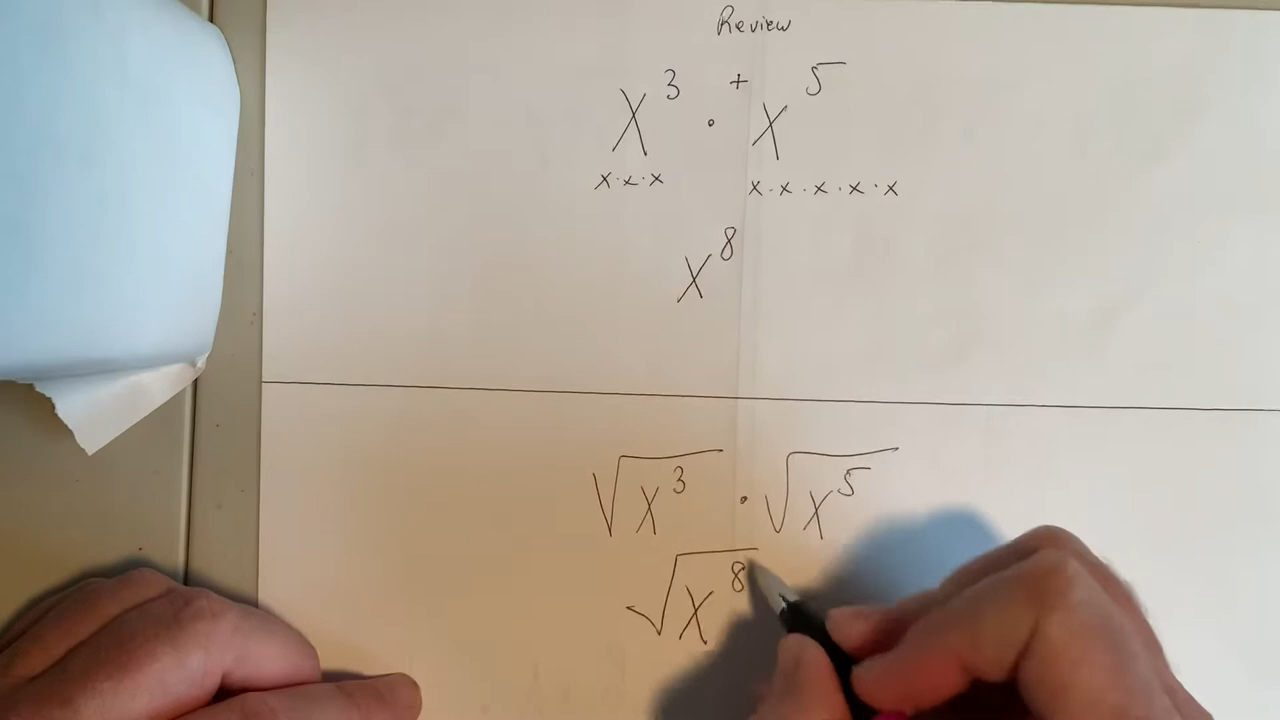 Review
X³ · + X⁵
x·x·x x·x·x·x·x
X⁸
√X³ · √X⁵
√X⁸